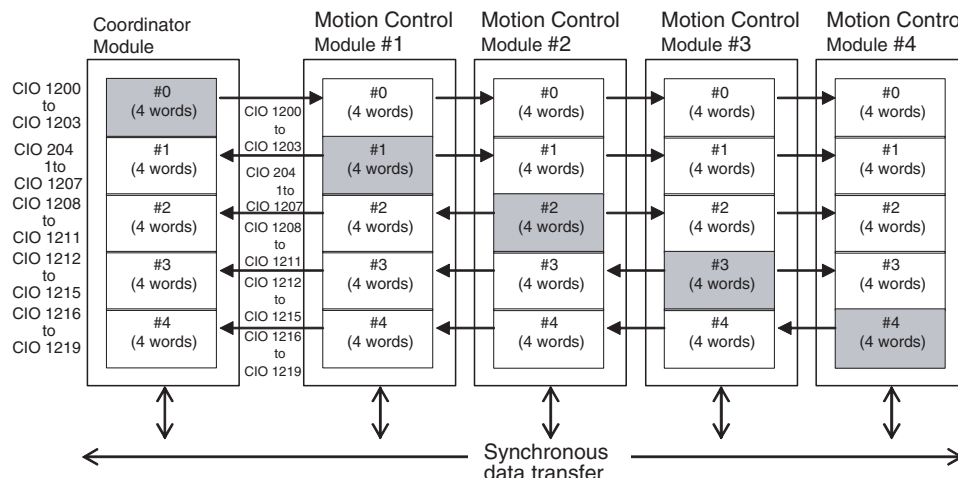 Coordinator
Module
Motion Control
Module #1
Motion Control
Module #2
Motion Control
Module #3
Motion Control
Module #4
CIO 1200
to
CIO 1203
CIO 204
1to
CIO 1207
CIO 1208
to
CIO 1211
CIO 1212
to
CIO 1215
CIO 1216
to
CIO 1219
#0
(4 words)
#1
(4 words)
#2
(4 words)
#3
(4 words)
#4
(4 words)
CIO 1200
to
CIO 1203
CIO 204
1to
CIO 1207
CIO 1208
to
CIO 1211
CIO 1212
to
CIO 1215
CIO 1216
to
CIO 1219
#0
(4 words)
#1
(4 words)
#2
(4 words)
#3
(4 words)
#4
(4 words)
#0
(4 words)
#1
(4 words)
#2
(4 words)
#3
(4 words)
#4
(4 words)
#0
(4 words)
#1
(4 words)
#2
(4 words)
#3
(4 words)
#4
(4 words)
#0
(4 words)
#1
(4 words)
#2
(4 words)
#3
(4 words)
#4
(4 words)
Synchronous
data transfer